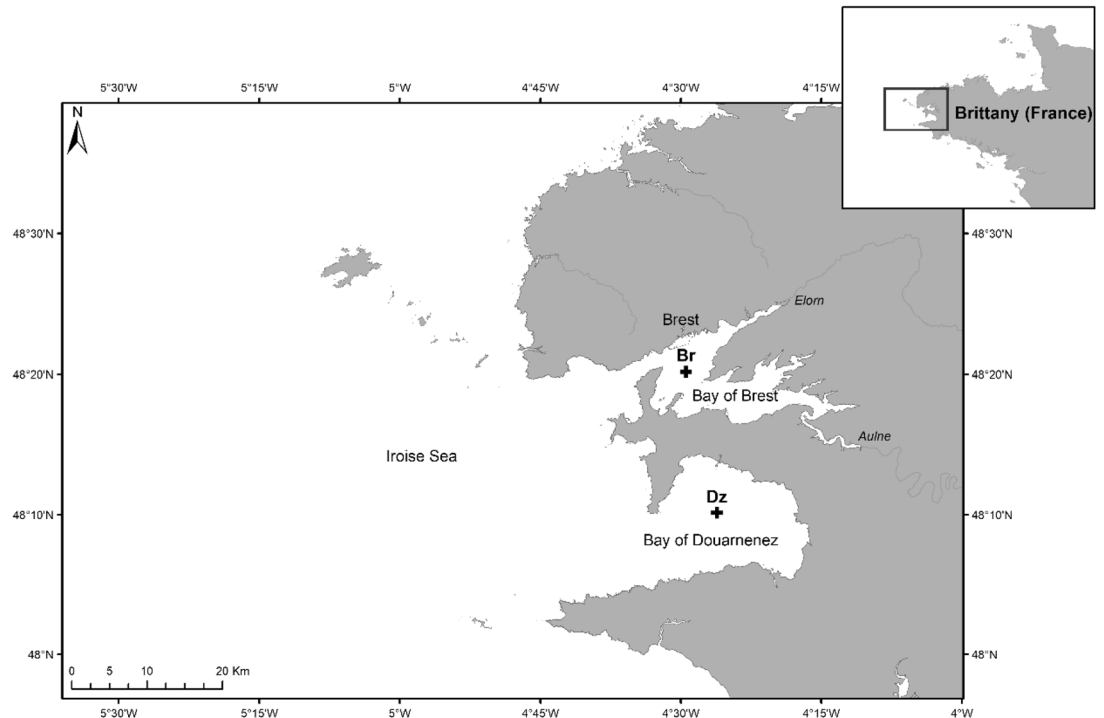 Brittany (France)
5°30'W 5°15'W 5°W 4°45'W 4°30'W 4°15'W
N
48°30'N 48°30'N
Elorn
Brest
Br
48°20'N 48°20'N
Bay of Brest
Aulne
Iroise Sea
Dz
48°10'N 48°10'N
Bay of Douarnenez
48°N 48°N
0 5 10 20 Km
5°30'W 5°15'W 5°W 4°45'W 4°30'W 4°15'W 4°W